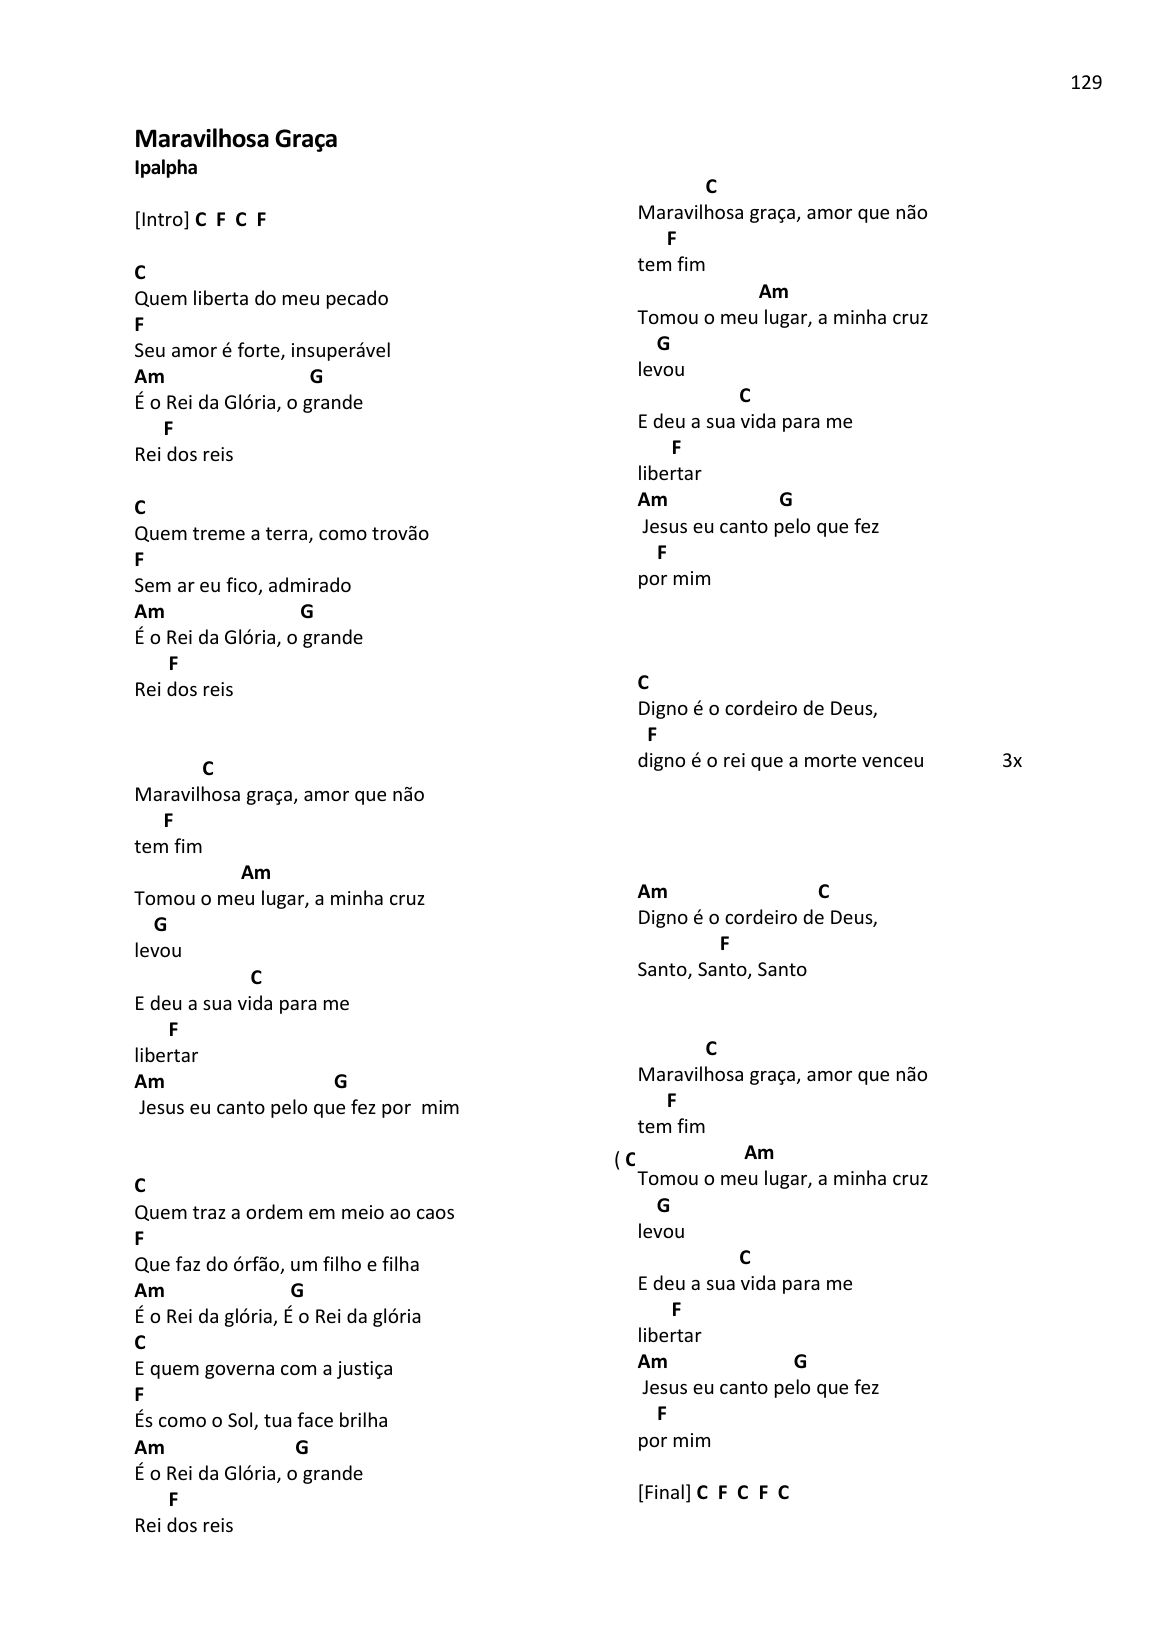 129
Maravilhosa Graça
Ipalpha
[Intro] C F C F
C
Quem liberta do meu pecado
F
Seu amor é forte, insuperável
Am G
É o Rei da Glória, o grande
F
Rei dos reis
C
Quem treme a terra, como trovão
F
Sem ar eu fico, admirado
Am G
É o Rei da Glória, o grande
F
Rei dos reis
C
Maravilhosa graça, amor que não
F
tem fim
Am
Tomou o meu lugar, a minha cruz
G
levou
C
E deu a sua vida para me
F
libertar
Am G
Jesus eu canto pelo que fez por mim
C
Quem traz a ordem em meio ao caos
F
Que faz do órfão, um filho e filha
Am G
É o Rei da glória, É o Rei da glória
C
E quem governa com a justiça
F
És como o Sol, tua face brilha
Am G
É o Rei da Glória, o grande
F
Rei dos reis
C
Maravilhosa graça, amor que não
F
tem fim
Am
Tomou o meu lugar, a minha cruz
G
levou
C
E deu a sua vida para me
F
libertar
Am G
Jesus eu canto pelo que fez
F
por mim
C
Digno é o cordeiro de Deus,
F
digno é o rei que a morte venceu 3x
Am C
Digno é o cordeiro de Deus,
F
Santo, Santo, Santo
C
Maravilhosa graça, amor que não
F
tem fim
( C Am
Tomou o meu lugar, a minha cruz
G
levou
C
E deu a sua vida para me
F
libertar
Am G
Jesus eu canto pelo que fez
F
por mim
[Final] C F C F C